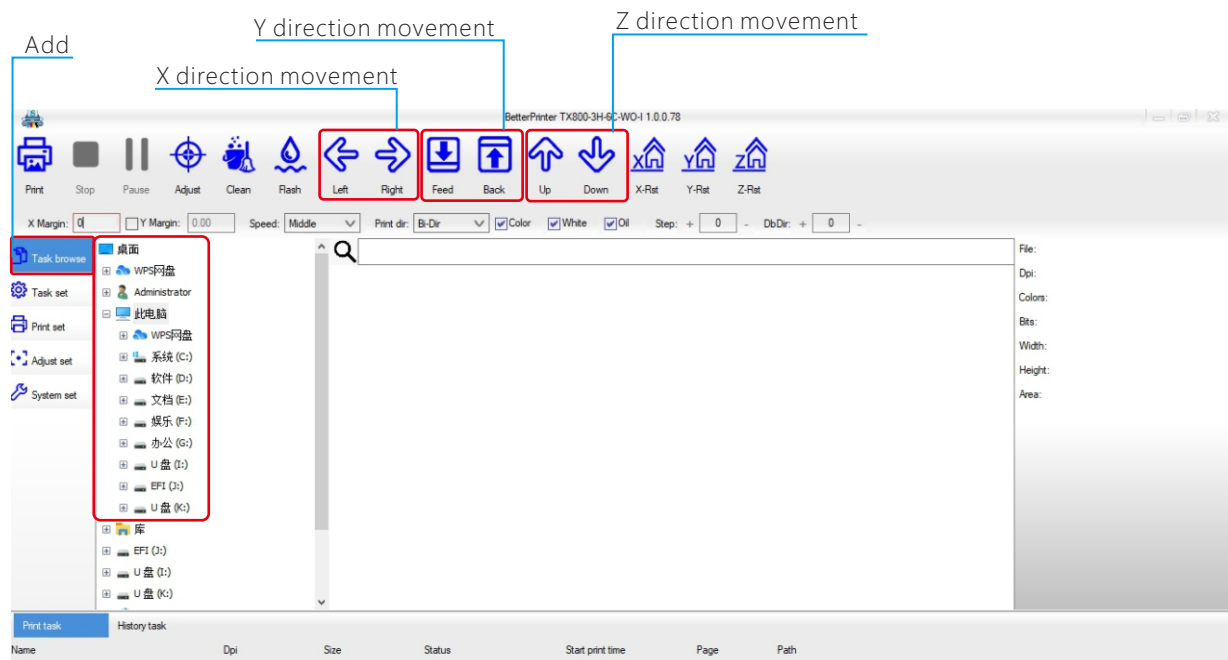 Z direction movement
Y direction movement
Add
X direction movement
BetterPrinter TX800-3H-6C-WO-I 1.0.0.78
Print Stop Pause Adjust Clean Flash Left Right Feed Back Up Down X-Rst Y-Rst Z-Rst
X Margin: 0 Y Margin: 0.00 Speed: Middle Print dir: Bi-Dir Color White Oil Step: + 0 - DbDir: + 0 -
Task browse
Task set
Print set
Adjust set
System set
桌面
WPS网盘
Administrator
此电脑
WPS网盘
系统 (C:)
软件 (D:)
文档 (E:)
娱乐 (F:)
办公 (G:)
U 盘 (I:)
EFI (J:)
U 盘 (K:)
库
EFI (J:)
U 盘 (I:)
U 盘 (K:)
File:
Dpi:
Colors:
Bits:
Width:
Height:
Area:
Print task History task
Name Dpi Size Status Start print time Page Path